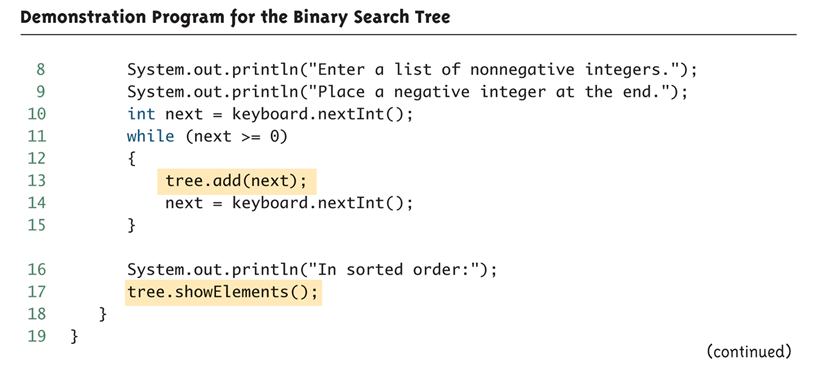 Demonstration Program for the Binary Search Tree
8 System.out.println("Enter a list of nonnegative integers.");
9 System.out.println("Place a negative integer at the end.");
10 int next = keyboard.nextInt();
11 while (next >= 0)
12 {
13 tree.add(next);
14 next = keyboard.nextInt();
15 }
16 System.out.println("In sorted order:");
17 tree.showElements();
18 }
19 }
(continued)